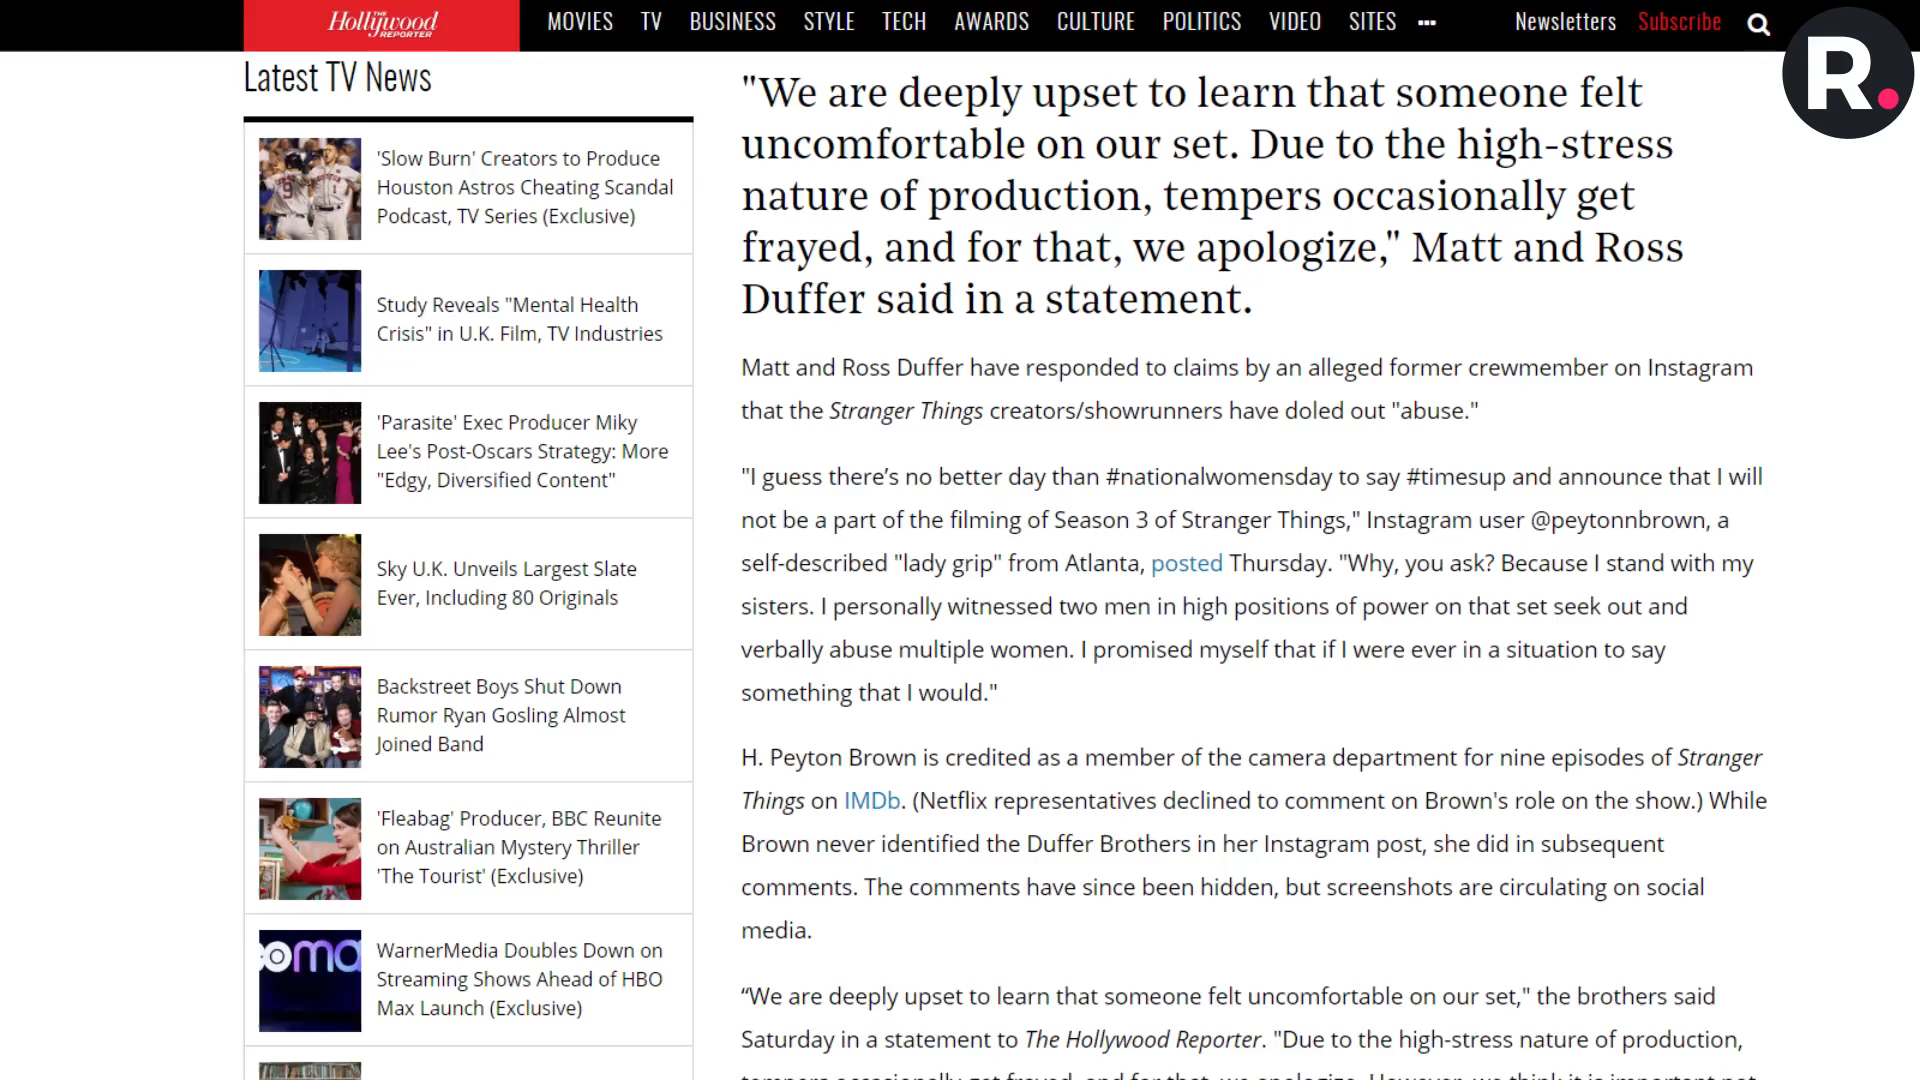 THE
Hollywood
REPORTER
MOVIES TV BUSINESS STYLE TECH AWARDS CULTURE POLITICS VIDEO SITES ••• Newsletters Subscribe
R.
Latest TV News
'Slow Burn' Creators to Produce
Houston Astros Cheating Scandal
Podcast, TV Series (Exclusive)
Study Reveals "Mental Health
Crisis" in U.K. Film, TV Industries
'Parasite' Exec Producer Miky
Lee's Post-Oscars Strategy: More
"Edgy, Diversified Content"
Sky U.K. Unveils Largest Slate
Ever, Including 80 Originals
Backstreet Boys Shut Down
Rumor Ryan Gosling Almost
Joined Band
'Fleabag' Producer, BBC Reunite
on Australian Mystery Thriller
'The Tourist' (Exclusive)
WarnerMedia Doubles Down on
Streaming Shows Ahead of HBO
Max Launch (Exclusive)
"We are deeply upset to learn that someone felt
uncomfortable on our set. Due to the high-stress
nature of production, tempers occasionally get
frayed, and for that, we apologize," Matt and Ross
Duffer said in a statement.
Matt and Ross Duffer have responded to claims by an alleged former crewmember on Instagram
that the Stranger Things creators/showrunners have doled out "abuse."
"I guess there’s no better day than #nationalwomensday to say #timesup and announce that I will
not be a part of the filming of Season 3 of Stranger Things," Instagram user @peytonnbrown, a
self-described "lady grip" from Atlanta, posted Thursday. "Why, you ask? Because I stand with my
sisters. I personally witnessed two men in high positions of power on that set seek out and
verbally abuse multiple women. I promised myself that if I were ever in a situation to say
something that I would."
H. Peyton Brown is credited as a member of the camera department for nine episodes of Stranger
Things on IMDb. (Netflix representatives declined to comment on Brown's role on the show.) While
Brown never identified the Duffer Brothers in her Instagram post, she did in subsequent
comments. The comments have since been hidden, but screenshots are circulating on social
media.
“We are deeply upset to learn that someone felt uncomfortable on our set," the brothers said
Saturday in a statement to The Hollywood Reporter. "Due to the high-stress nature of production,
tempers occasionally get frayed, and for that, we apologize. However, we think it is important not